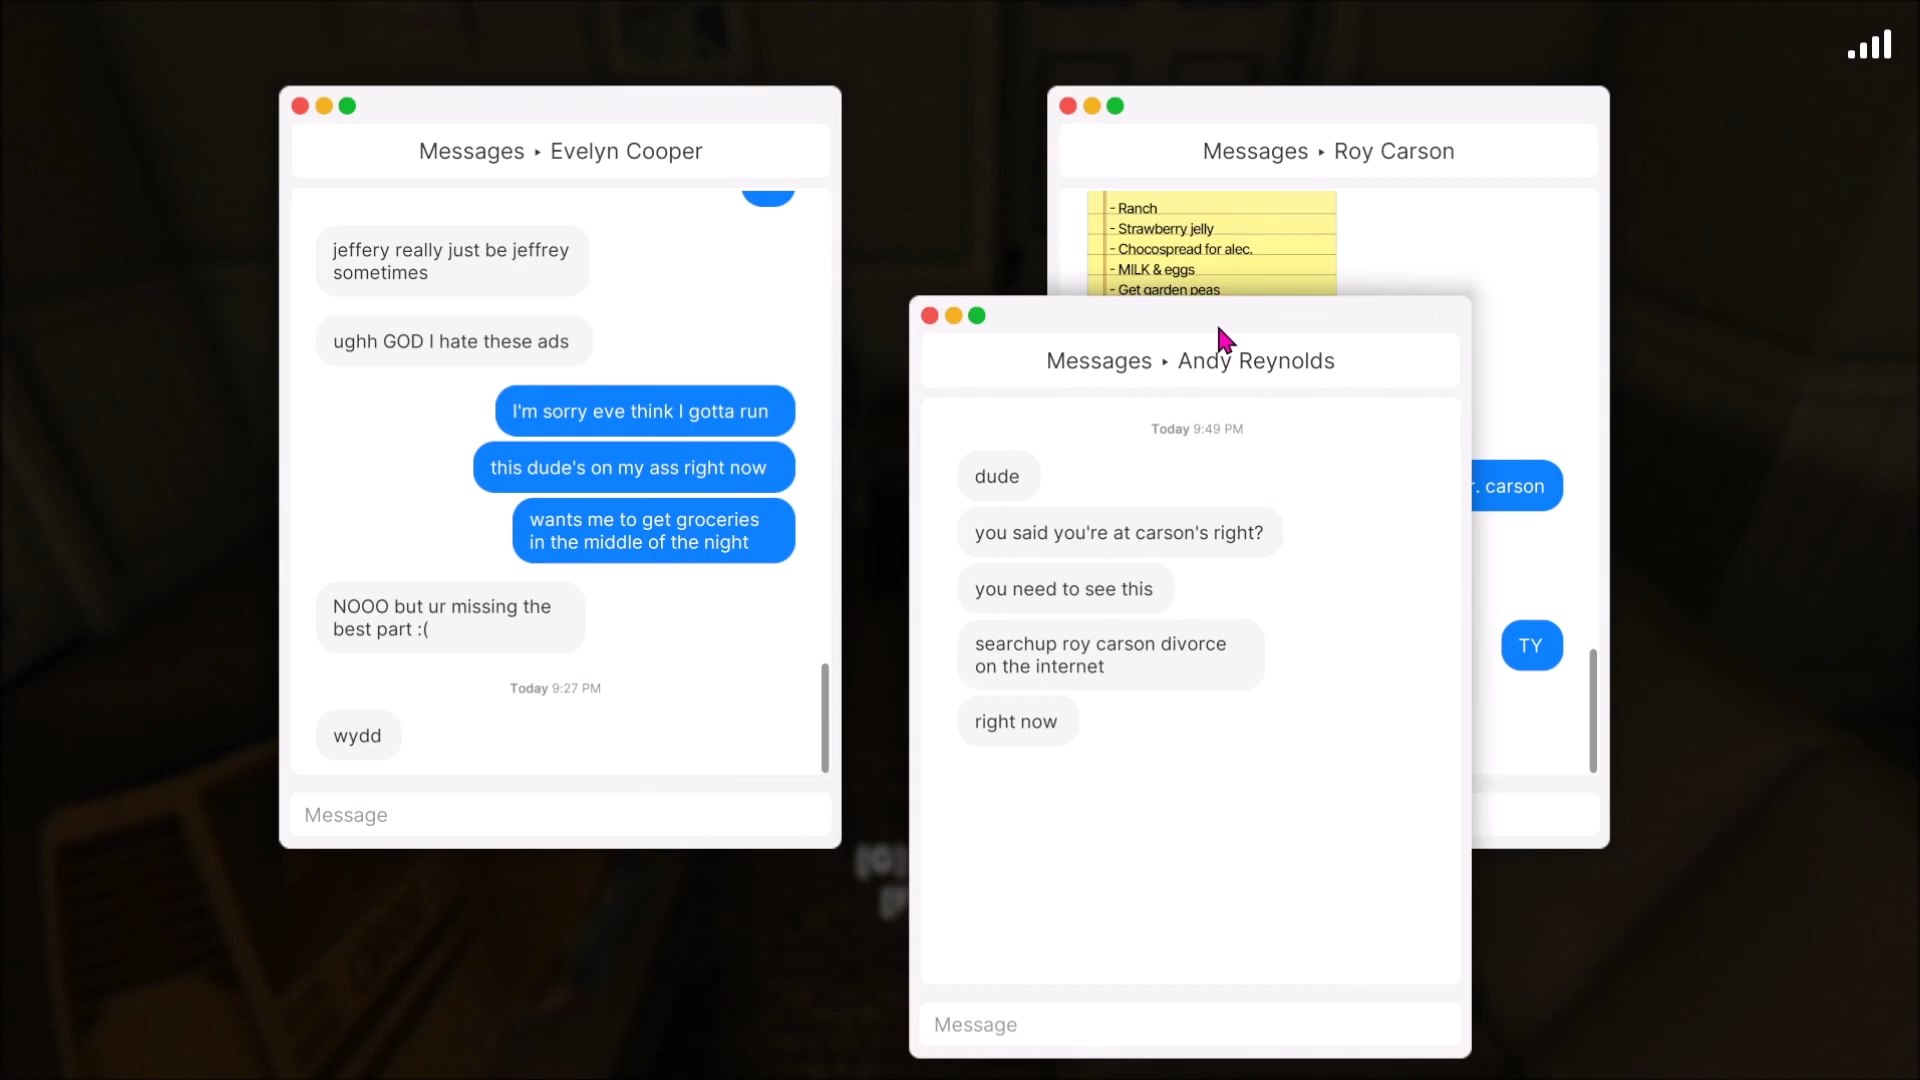 Messages ‣ Evelyn Cooper
jeffery really just be jeffrey
sometimes
ughh GOD I hate these ads
I'm sorry eve think I gotta run
this dude's on my ass right now
wants me to get groceries
in the middle of the night
NOOO but ur missing the
best part :(
Today 9:27 PM
wydd
Message
Messages ‣ Roy Carson
- Ranch
- Strawberry jelly
- Chocospread for alec.
- MILK & eggs
- Get garden peas
carson
TY
Messages ‣ Andy Reynolds
Today 9:49 PM
dude
you said you're at carson's right?
you need to see this
searchup roy carson divorce
on the internet
right now
Message